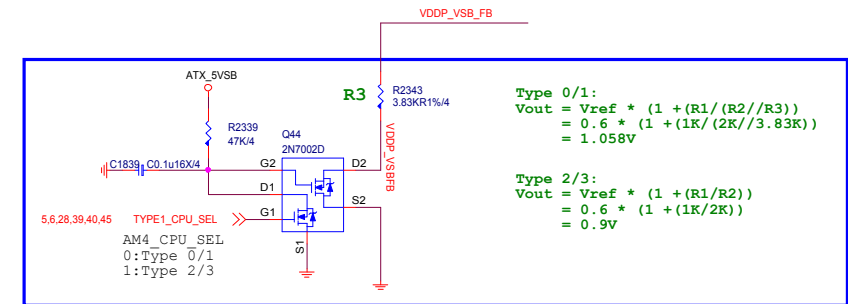 VDDP_VSB_FB
ATX_5VSB
R3
R2343
3.83KR1%/4
R2339
47K/4
Q44
2N7002D
VDDP_VSBFB
C1839
C0.1u16X/4
G2
D2
D1
S2
G1
S1
5,6,28,39,40,45
TYPE1_CPU_SEL
AM4_CPU_SEL
0:Type 0/1
1:Type 2/3
Type 0/1:
Vout = Vref * (1 +(R1/(R2//R3))
= 0.6 * (1 +(1K/(2K//3.83K))
= 1.058V
Type 2/3:
Vout = Vref * (1 +(R1/R2))
= 0.6 * (1 +(1K/2K))
= 0.9V